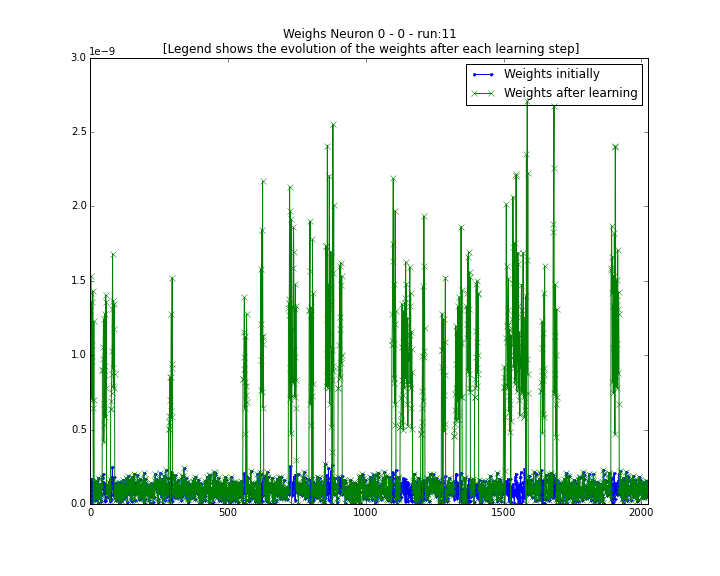 Weighs Neuron 0 - 0 - run:11
[Legend shows the evolution of the weights after each learning step]
1e−9
3.0
2.5
2.0
1.5
1.0
0.5
0.0
0
500
1000
1500
2000
Weights initially
Weights after learning